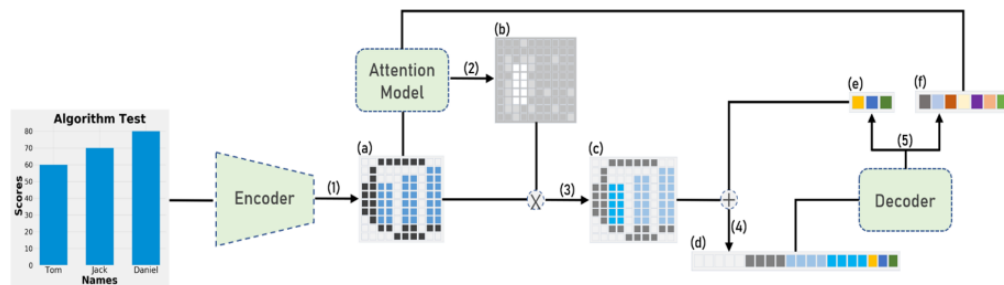 Algorithm Test
80
70
60
50
40
30
20
10
0
Scores
Tom Jack Daniel
Names
Encoder
(1)
(a)
Attention
Model
(2)
(b)
X
(3)
(c)
+
(4)
(d)
(e)
(f)
(5)
Decoder